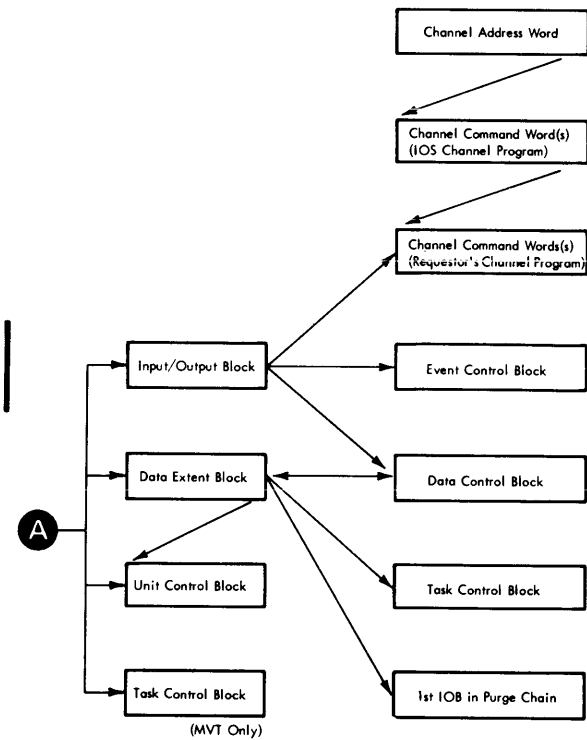 Channel Address Word
Channel Command Word(s)
(IOS Channel Program)
Channel Command Words(s)
(Requestor's Channel Program)
Input/Output Block
Event Control Block
Data Extent Block
Data Control Block
A
Unit Control Block
Task Control Block
Task Control Block
(MVT Only)
1st IOB in Purge Chain